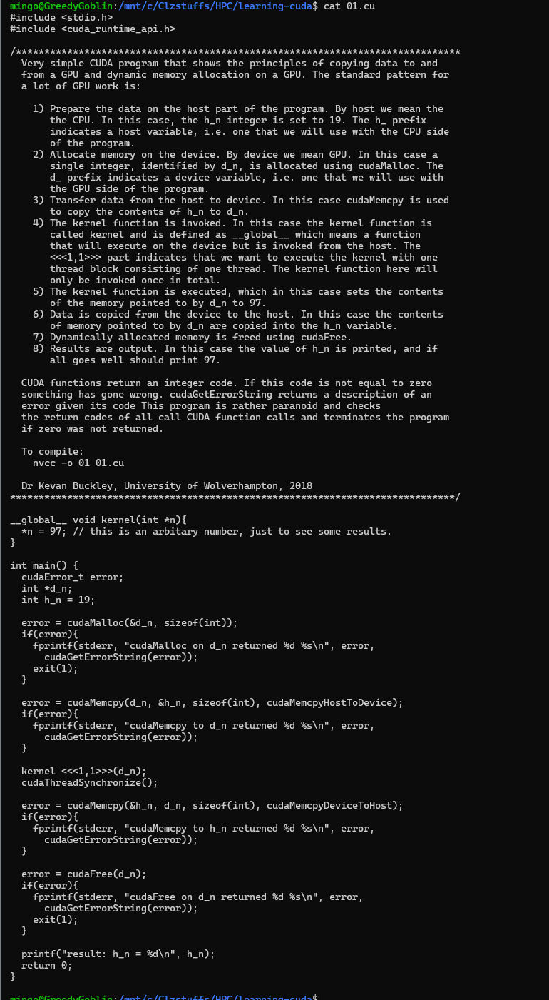 mingo@GreedyGoblin:/mnt/c/Clzstuffs/HPC/learning-cuda$ cat 01.cu
#include <stdio.h>
#include <cuda_runtime_api.h>

/******************************************************************************
  Very simple CUDA program that shows the principles of copying data to and
  from a GPU and dynamic memory allocation on a GPU. The standard pattern for
  a lot of GPU work is:

    1) Prepare the data on the host part of the program. By host we mean the
       the CPU. In this case, the h_n integer is set to 19. The h_ prefix
       indicates a host variable, i.e. one that we will use with the CPU side
       of the program.
    2) Allocate memory on the device. By device we mean GPU. In this case a
       single integer, identified by d_n, is allocated using cudaMalloc. The
       d_ prefix indicates a device variable, i.e. one that we will use with
       the GPU side of the program.
    3) Transfer data from the host to device. In this case cudaMemcpy is used
       to copy the contents of h_n to d_n.
    4) The kernel function is invoked. In this case the kernel function is
       called kernel and is defined as __global__ which means a function
       that will execute on the device but is invoked from the host. The
       <<<1,1>>> part indicates that we want to execute the kernel with one
       thread block consisting of one thread. The kernel function here will
       only be invoked once in total.
    5) The kernel function is executed, which in this case sets the contents
       of the memory pointed to by d_n to 97.
    6) Data is copied from the device to the host. In this case the contents
       of memory pointed to by d_n are copied into the h_n variable.
    7) Dynamically allocated memory is freed using cudaFree.
    8) Results are output. In this case the value of h_n is printed, and if
       all goes well should print 97.

  CUDA functions return an integer code. If this code is not equal to zero
  something has gone wrong. cudaGetErrorString returns a description of an
  error given its code This program is rather paranoid and checks
  the return codes of all call CUDA function calls and terminates the program
  if zero was not returned.

  To compile:
    nvcc -o 01 01.cu

  Dr Kevan Buckley, University of Wolverhampton, 2018
******************************************************************************/

__global__ void kernel(int *n){
  *n = 97; // this is an arbitary number, just to see some results.
}

int main() {
  cudaError_t error;
  int *d_n;
  int h_n = 19;

  error = cudaMalloc(&d_n, sizeof(int));
  if(error){
    fprintf(stderr, "cudaMalloc on d_n returned %d %s\n", error,
      cudaGetErrorString(error));
    exit(1);
  }

  error = cudaMemcpy(d_n, &h_n, sizeof(int), cudaMemcpyHostToDevice);
  if(error){
    fprintf(stderr, "cudaMemcpy to d_n returned %d %s\n", error,
      cudaGetErrorString(error));
  }

  kernel <<<1,1>>>(d_n);
  cudaThreadSynchronize();

  error = cudaMemcpy(&h_n, d_n, sizeof(int), cudaMemcpyDeviceToHost);
  if(error){
    fprintf(stderr, "cudaMemcpy to h_n returned %d %s\n", error,
      cudaGetErrorString(error));
  }

  error = cudaFree(d_n);
  if(error){
    fprintf(stderr, "cudaFree on d_n returned %d %s\n", error,
      cudaGetErrorString(error));
    exit(1);
  }

  printf("result: h_n = %d\n", h_n);
  return 0;
}

mingo@GreedyGoblin:/mnt/c/Clzstuffs/HPC/learning-cuda$